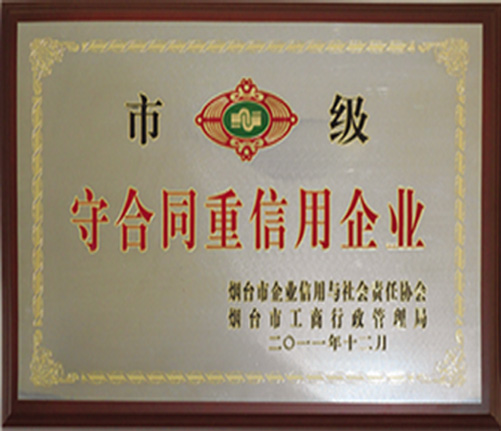 市 级
守合同重信用企业
烟台市企业信用与社会责任协会
烟台市工商行政管理局
二〇一一年十二月